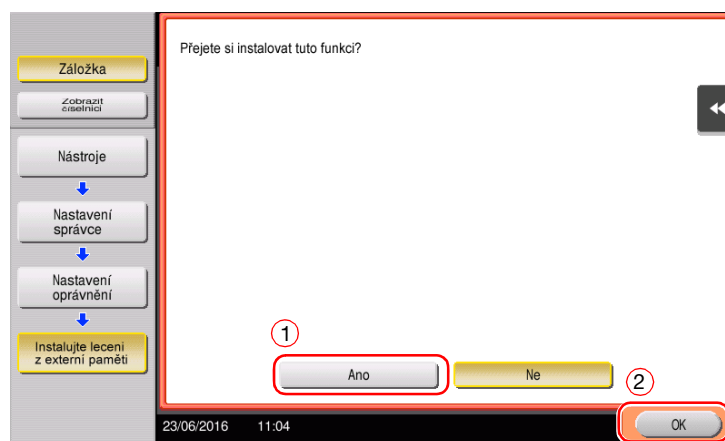 Přejete si instalovat tuto funkci?
Záložka
Zobrazit
číselnici
Nástroje
Nastavení
správce
Nastavení
oprávnění
Instalujte leceni
z externí paměti
1
Ano
Ne
2
OK
23/06/2016 11:04